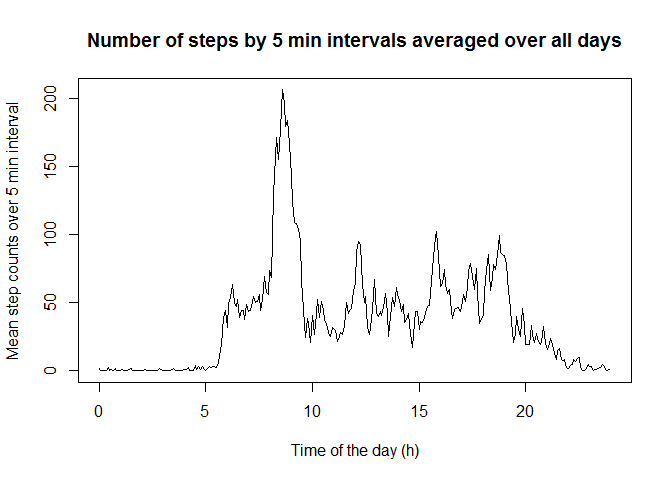 Number of steps by 5 min intervals averaged over all days
Mean step counts over 5 min interval
200
150
100
50
0
0 5 10 15 20
Time of the day (h)